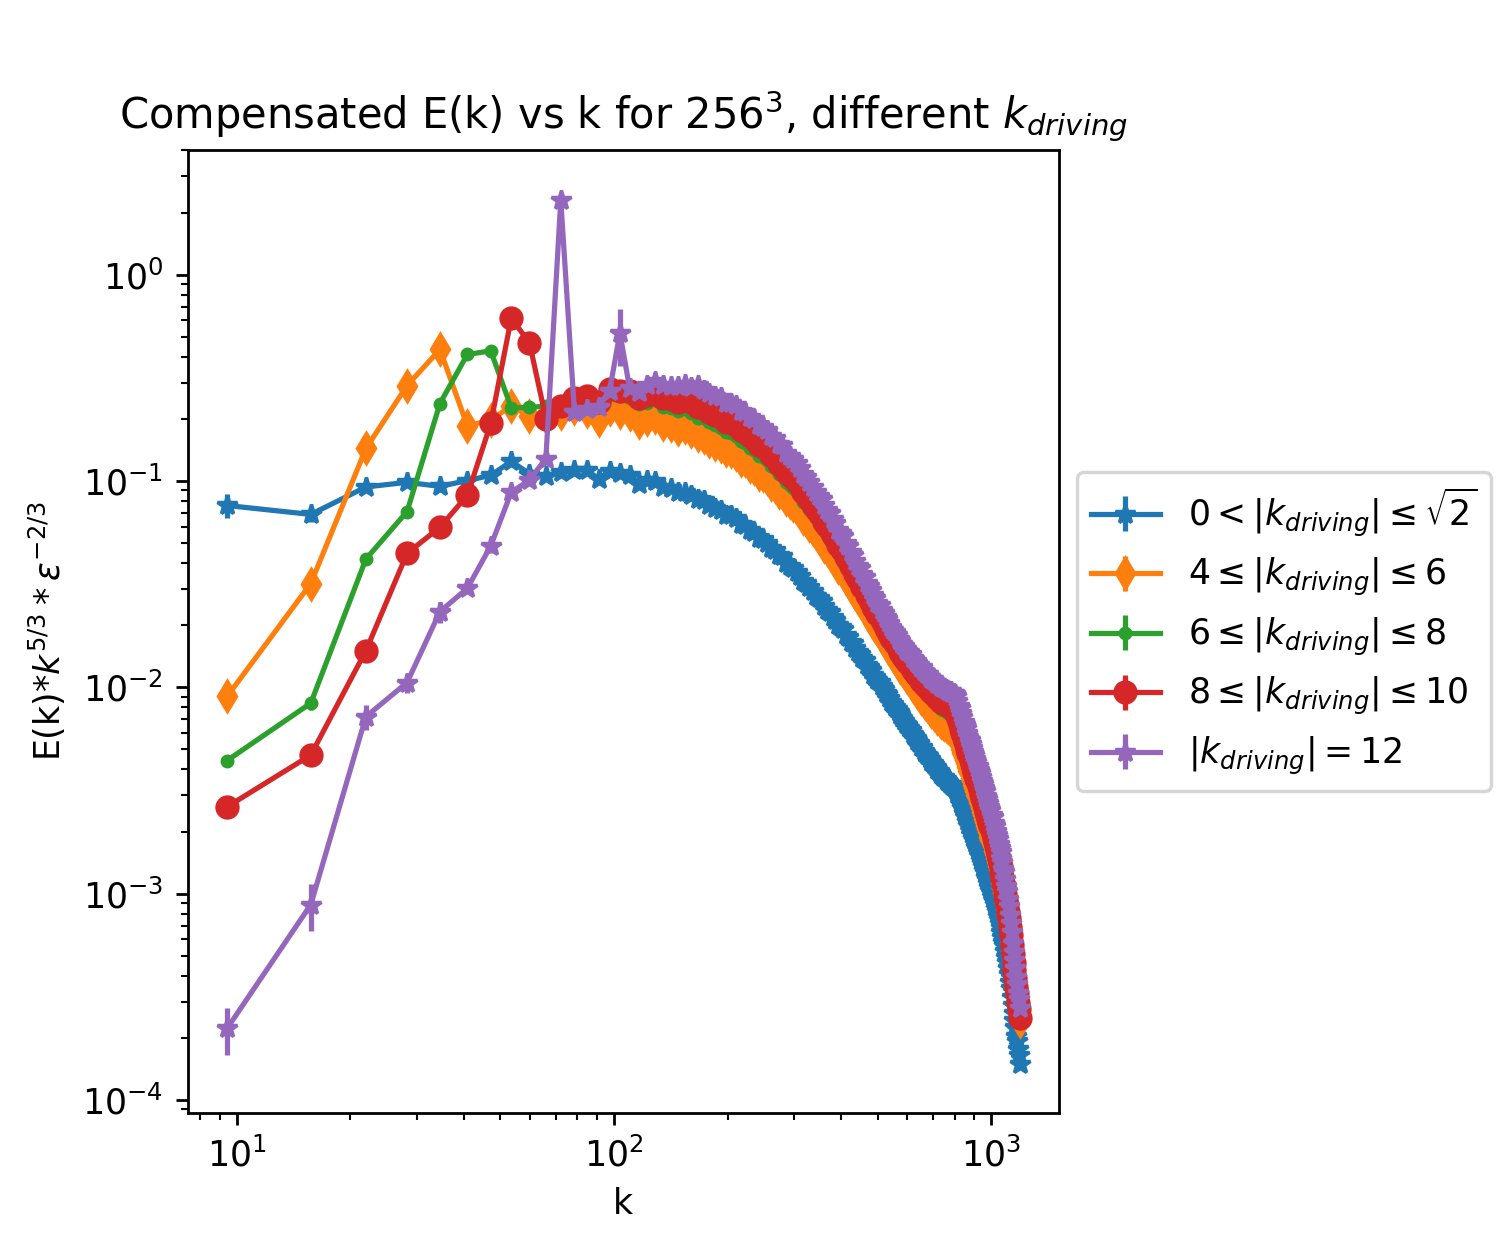 Compensated E(k) vs k for 256³, different k_driving
E(k)*k^{5/3} * ε^{−2/3}
10⁰
10⁻¹
10⁻²
10⁻³
10⁻⁴
10¹ 10² 10³
k
0 < |k_driving| ≤ √2
4 ≤ |k_driving| ≤ 6
6 ≤ |k_driving| ≤ 8
8 ≤ |k_driving| ≤ 10
|k_driving| = 12